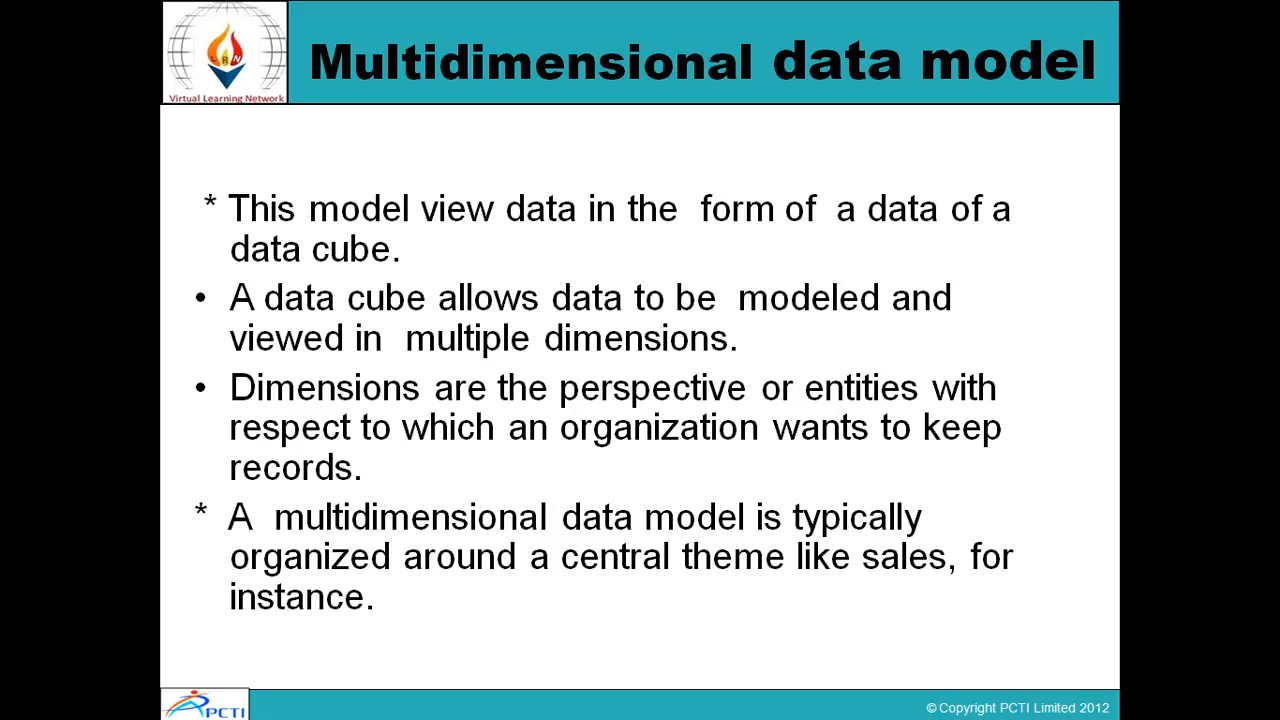 Multidimensional data model
Virtual Learning Network
* This model view data in the form of a data of a
data cube.
• A data cube allows data to be modeled and
viewed in multiple dimensions.
• Dimensions are the perspective or entities with
respect to which an organization wants to keep
records.
* A multidimensional data model is typically
organized around a central theme like sales, for
instance.
PCTI
© Copyright PCTI Limited 2012